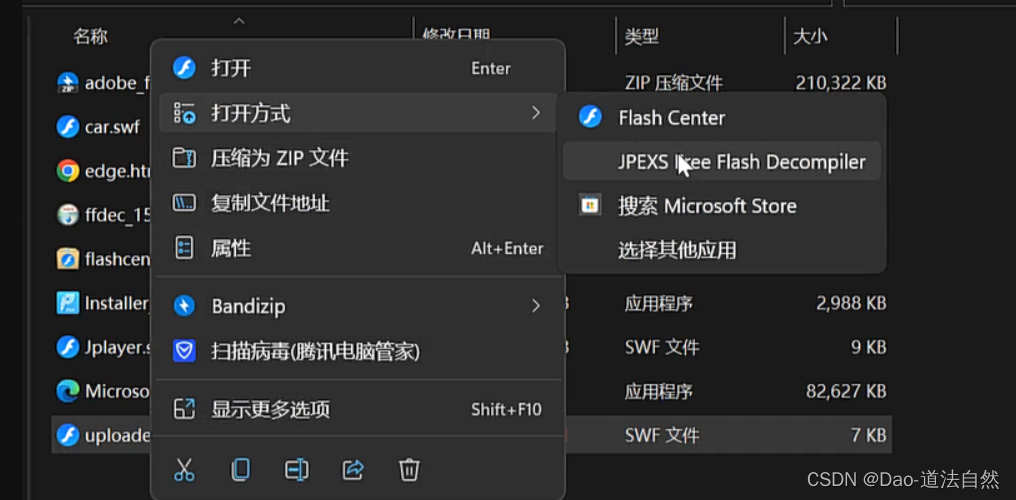 名称
修改日期
类型
大小
adobe_f
ZIP 压缩文件
210,322 KB
car.swf
edge.htm
ffdec_15
flashcen
Installer
应用程序
2,988 KB
Jplayer.s
SWF 文件
9 KB
Microso
应用程序
82,627 KB
uploade
SWF 文件
7 KB
打开 Enter
打开方式
压缩为 ZIP 文件
复制文件地址
属性 Alt+Enter
Bandizip
扫描病毒(腾讯电脑管家)
显示更多选项 Shift+F10
Flash Center
JPEXS Free Flash Decompiler
搜索 Microsoft Store
选择其他应用
CSDN @Dao-道法自然